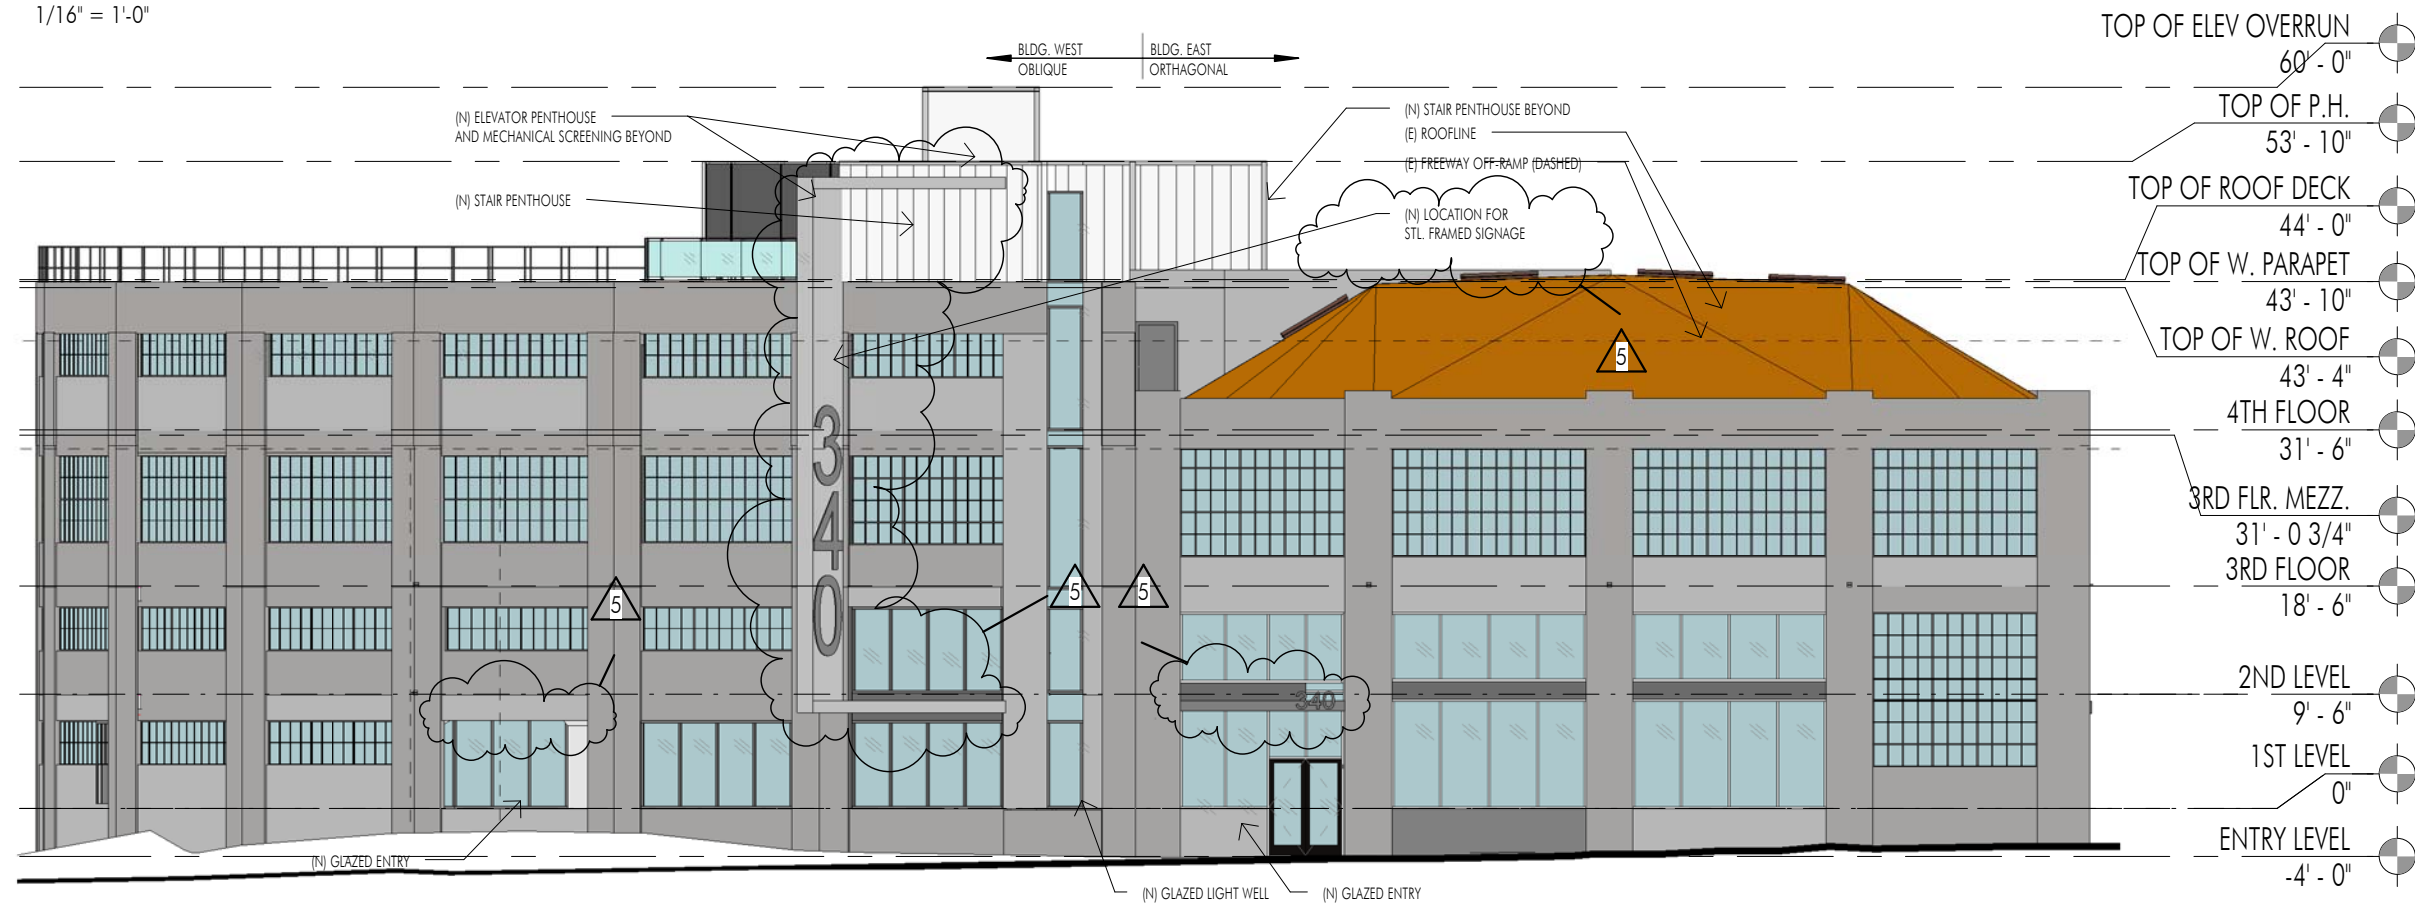 1/16" = 1'-0"
BLDG. WEST
OBLIQUE
BLDG. EAST
ORTHAGONAL
(N) ELEVATOR PENTHOUSE
AND MECHANICAL SCREENING BEYOND
(N) STAIR PENTHOUSE
(N) STAIR PENTHOUSE BEYOND
(E) ROOFLINE
(E) FREEWAY OFF-RAMP (DASHED)
(N) LOCATION FOR
STL. FRAMED SIGNAGE
5
340
5
5
5
340
(N) GLAZED ENTRY
(N) GLAZED LIGHT WELL
(N) GLAZED ENTRY
TOP OF ELEV OVERRUN
60' - 0"
TOP OF P.H.
53' - 10"
TOP OF ROOF DECK
44' - 0"
TOP OF W. PARAPET
43' - 10"
TOP OF W. ROOF
43' - 4"
4TH FLOOR
31' - 6"
3RD FLR. MEZZ.
31' - 0 3/4"
3RD FLOOR
18' - 6"
2ND LEVEL
9' - 6"
1ST LEVEL
0"
ENTRY LEVEL
-4' - 0"